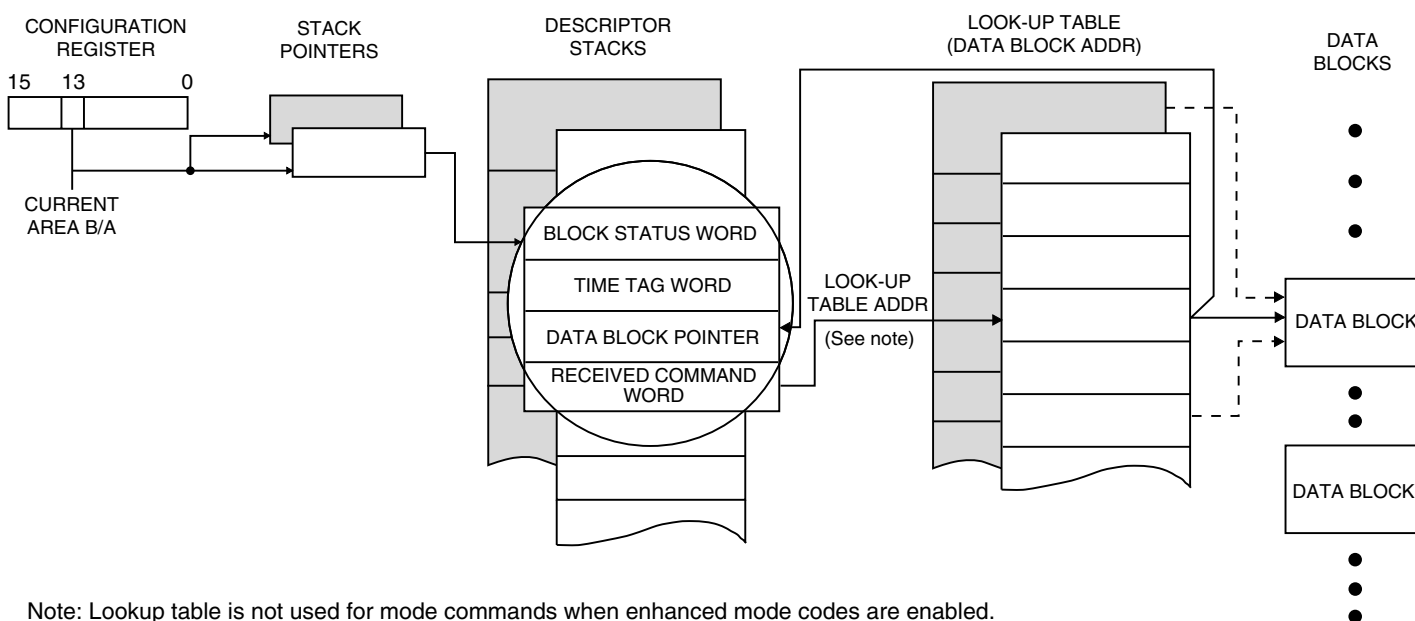 CONFIGURATION
REGISTER
15 13 0
CURRENT
AREA B/A
STACK
POINTERS
DESCRIPTOR
STACKS
BLOCK STATUS WORD
TIME TAG WORD
DATA BLOCK POINTER
RECEIVED COMMAND
WORD
LOOK-UP
TABLE ADDR
(See note)
LOOK-UP TABLE
(DATA BLOCK ADDR)
DATA
BLOCKS
DATA BLOCK
DATA BLOCK
Note: Lookup table is not used for mode commands when enhanced mode codes are enabled.